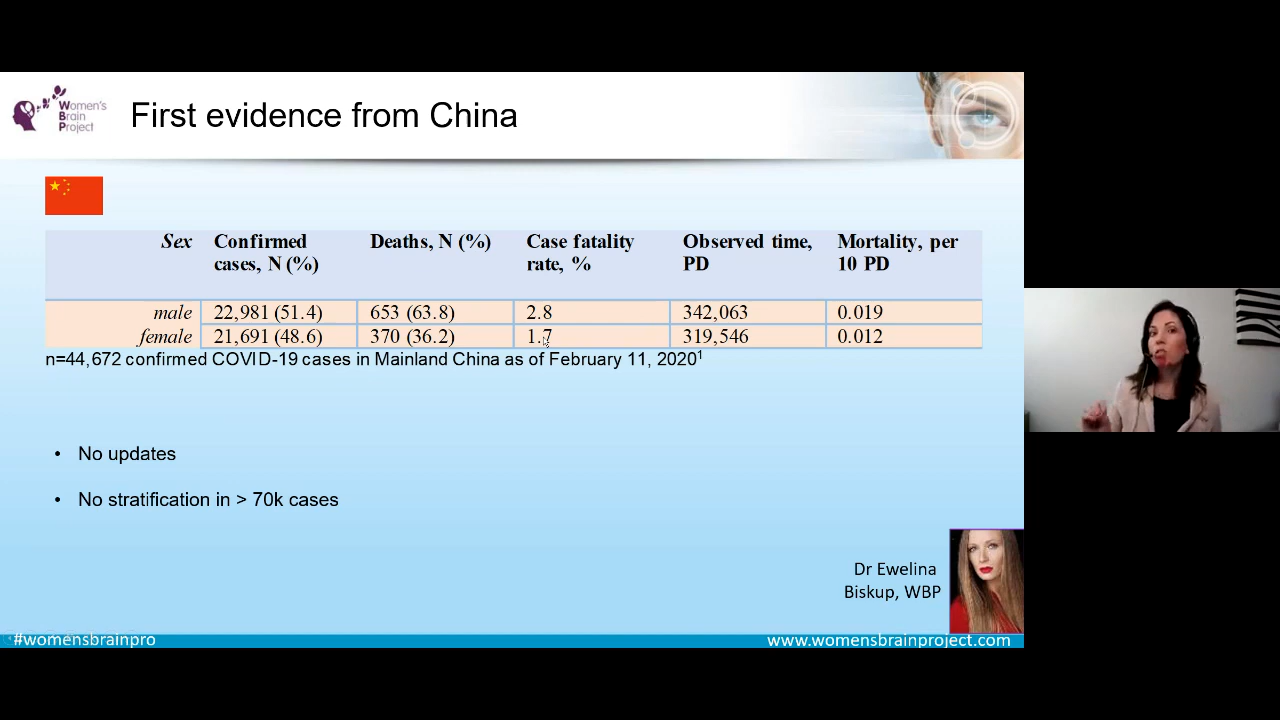 Women's
Brain
Project
First evidence from China
Sex Confirmed cases, N (%) Deaths, N (%) Case fatality rate, % Observed time, PD Mortality, per 10 PD
male 22,981 (51.4) 653 (63.8) 2.8 342,063 0.019
female 21,691 (48.6) 370 (36.2) 1.7 319,546 0.012
n=44,672 confirmed COVID-19 cases in Mainland China as of February 11, 2020¹
• No updates
• No stratification in > 70k cases
Dr Ewelina
Biskup, WBP
#womensbrainpro
www.womensbrainproject.com